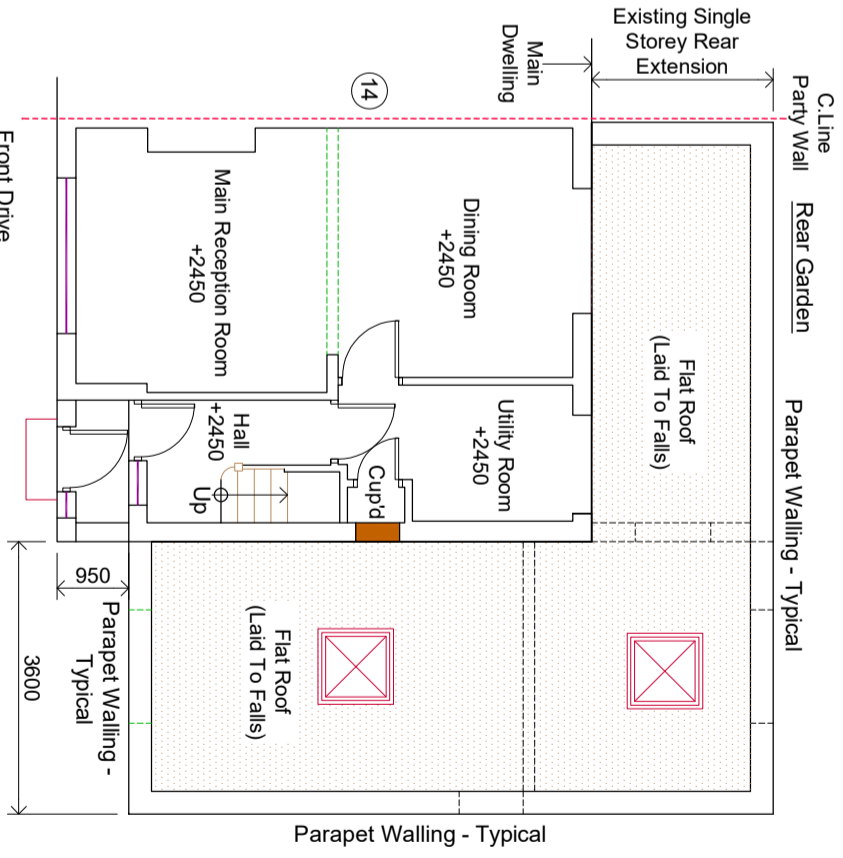 Existing Single
Storey Rear
Extension
Main
Dwelling
14
C.Line
Party Wall
Rear Garden
Front Drive
Main Reception Room
+2450
Dining Room
+2450
Flat Roof
(Laid To Falls)
Hall
+2450
Utility Room
+2450
Cup'd
Up
Parapet Walling - Typical
950
3600
Parapet Walling -
Typical
Flat Roof
(Laid To Falls)
Parapet Walling - Typical